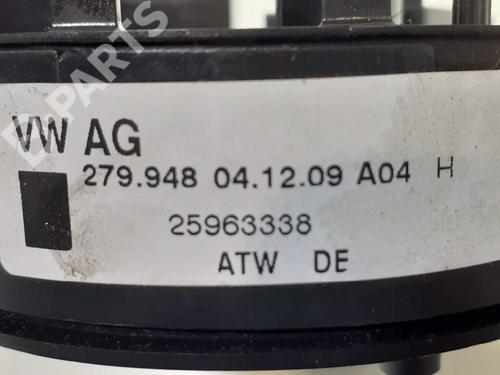 VW AG
279.948 04.12.09 A04 H
25963338
ATW DE
B-PARTS